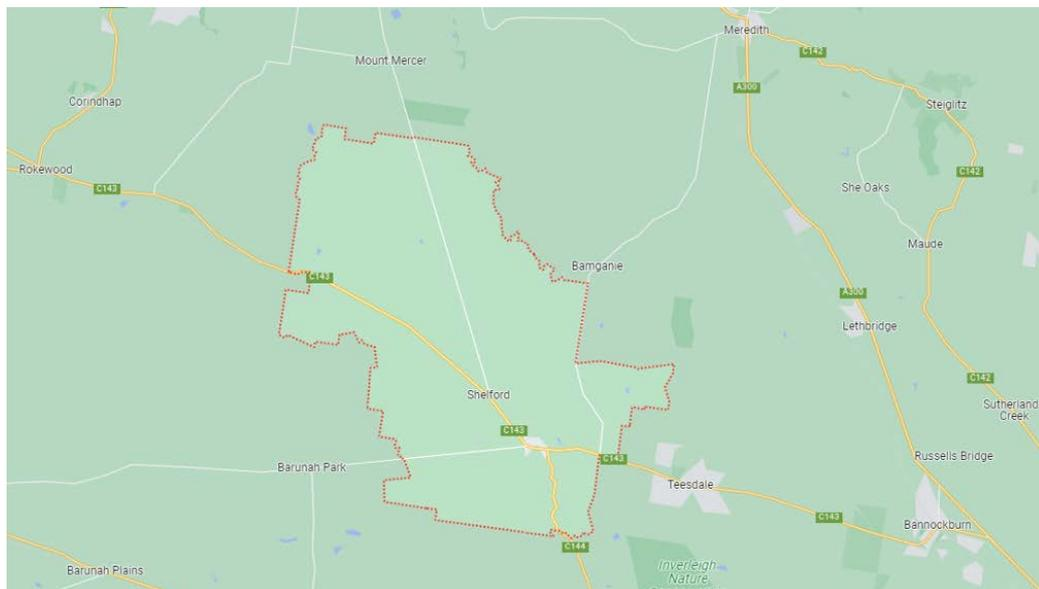 Meredith
C142
Mount Mercer
A300
Corindhap
Steiglitz
Rokewood
C142
C143
She Oaks
Maude
Bamganie
C143
A300
Lethbridge
C142
Shelford
Sutherland
Creek
C143
Russells Bridge
C143
Barunah Park
Teesdale
C143
Bannockburn
C144
Inverleigh
Nature
Barunah Plains